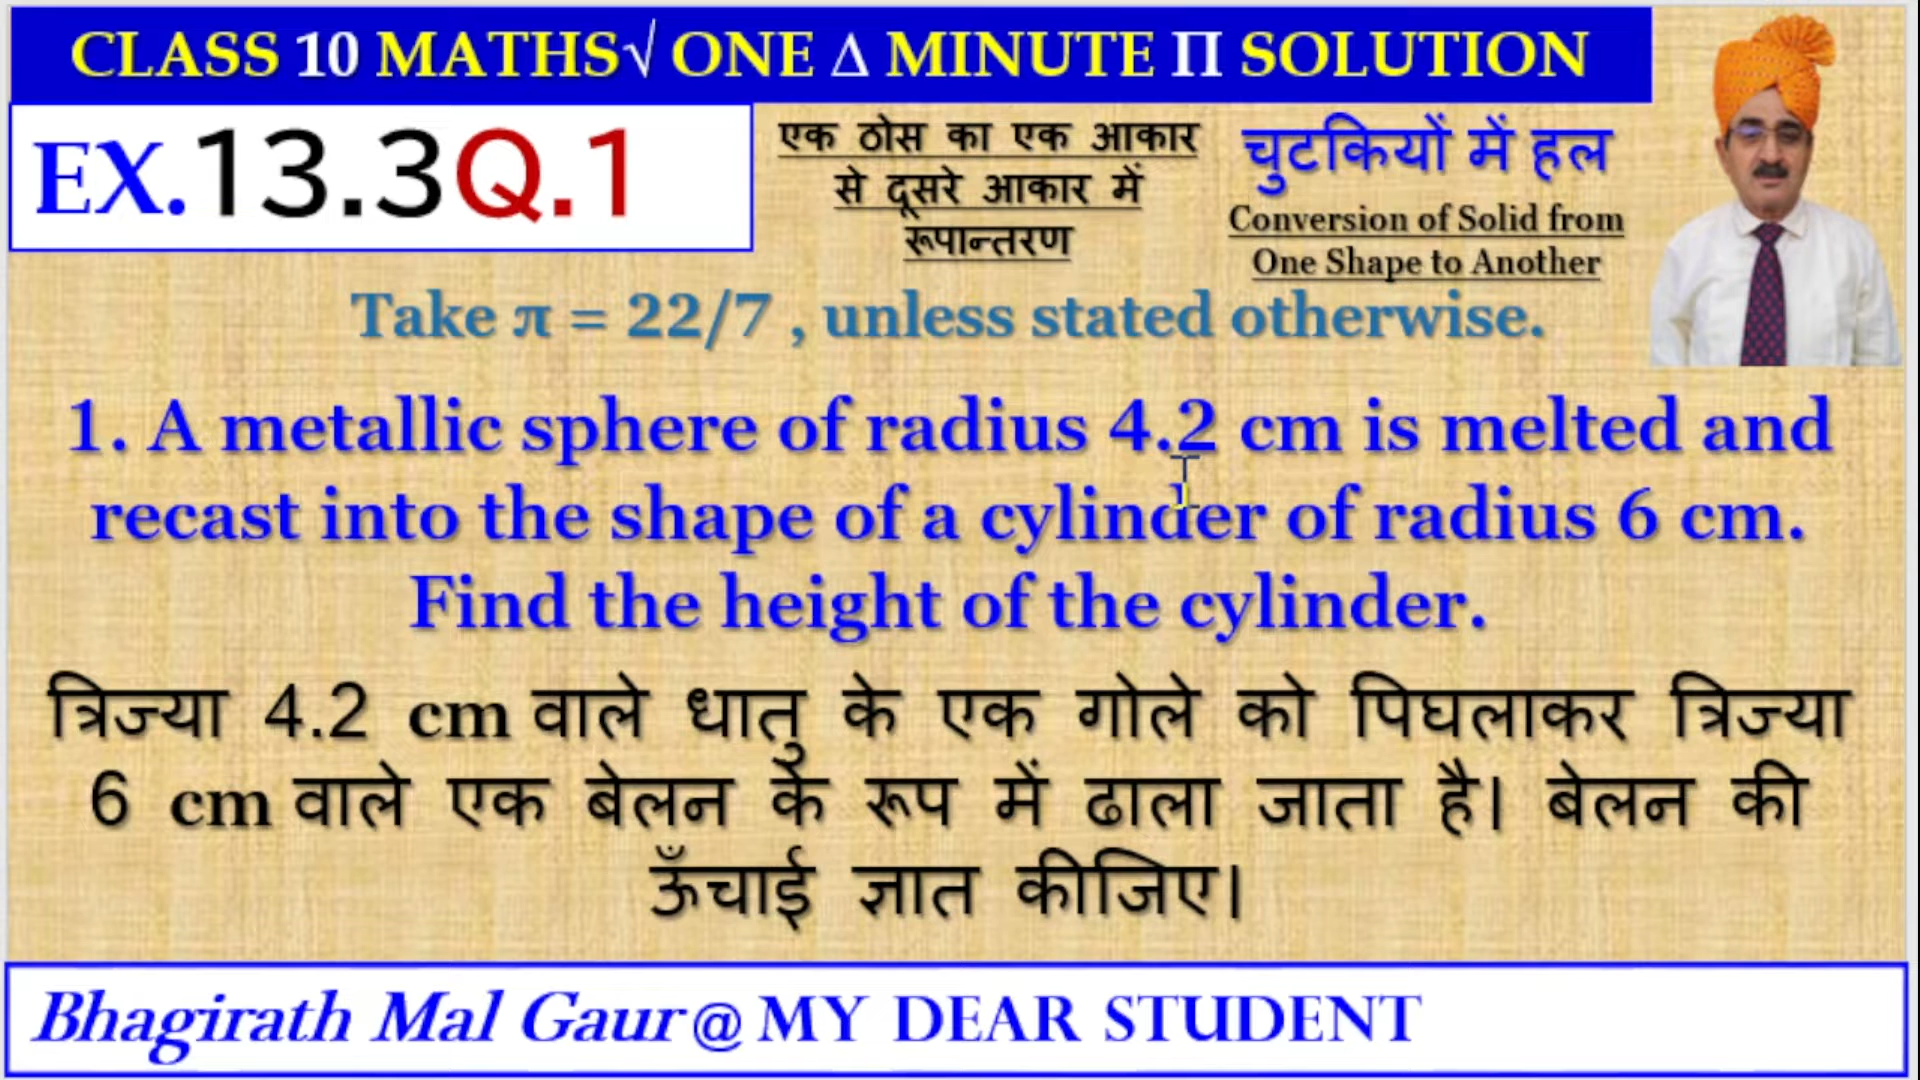 CLASS 10 MATHS√ ONE Δ MINUTE Π SOLUTION
EX.13.3Q.1
एक ठोस का एक आकार
से दूसरे आकार में
रूपान्तरण
चुटकियों में हल
Conversion of Solid from
One Shape to Another
Take π = 22/7 , unless stated otherwise.
1. A metallic sphere of radius 4.2 cm is melted and
recast into the shape of a cylinder of radius 6 cm.
Find the height of the cylinder.
त्रिज्या 4.2 cm वाले धातु के एक गोले को पिघलाकर त्रिज्या
6 cm वाले एक बेलन के रूप में ढाला जाता है। बेलन की
ऊँचाई ज्ञात कीजिए।
Bhagirath Mal Gaur @ MY DEAR STUDENT